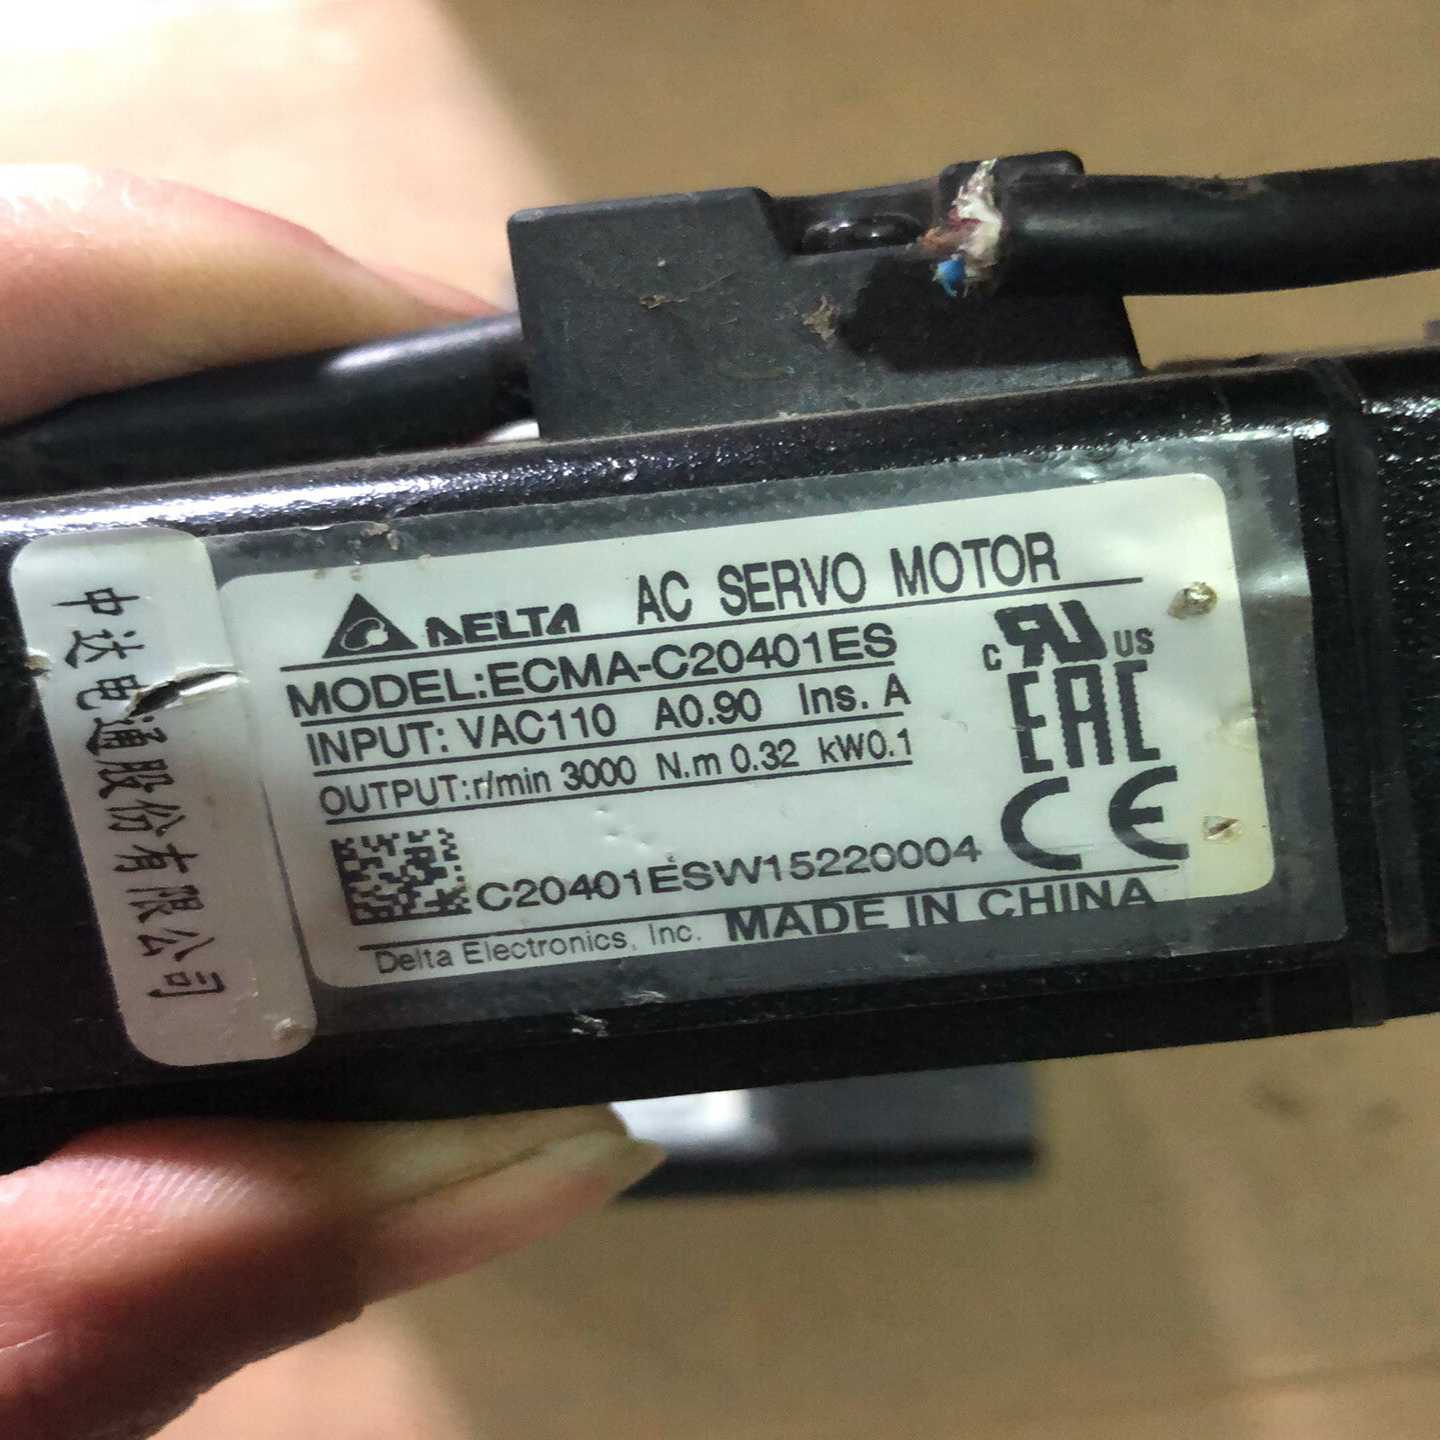 中达电通股份有限公司
DELTA AC SERVO MOTOR
MODEL:ECMA-C20401ES
INPUT: VAC110 A0.90 Ins. A
OUTPUT:r/min 3000 N.m 0.32 kW0.1
C20401ESW15220004
Delta Electronics, Inc. MADE IN CHINA
c RU US
EAC
CE